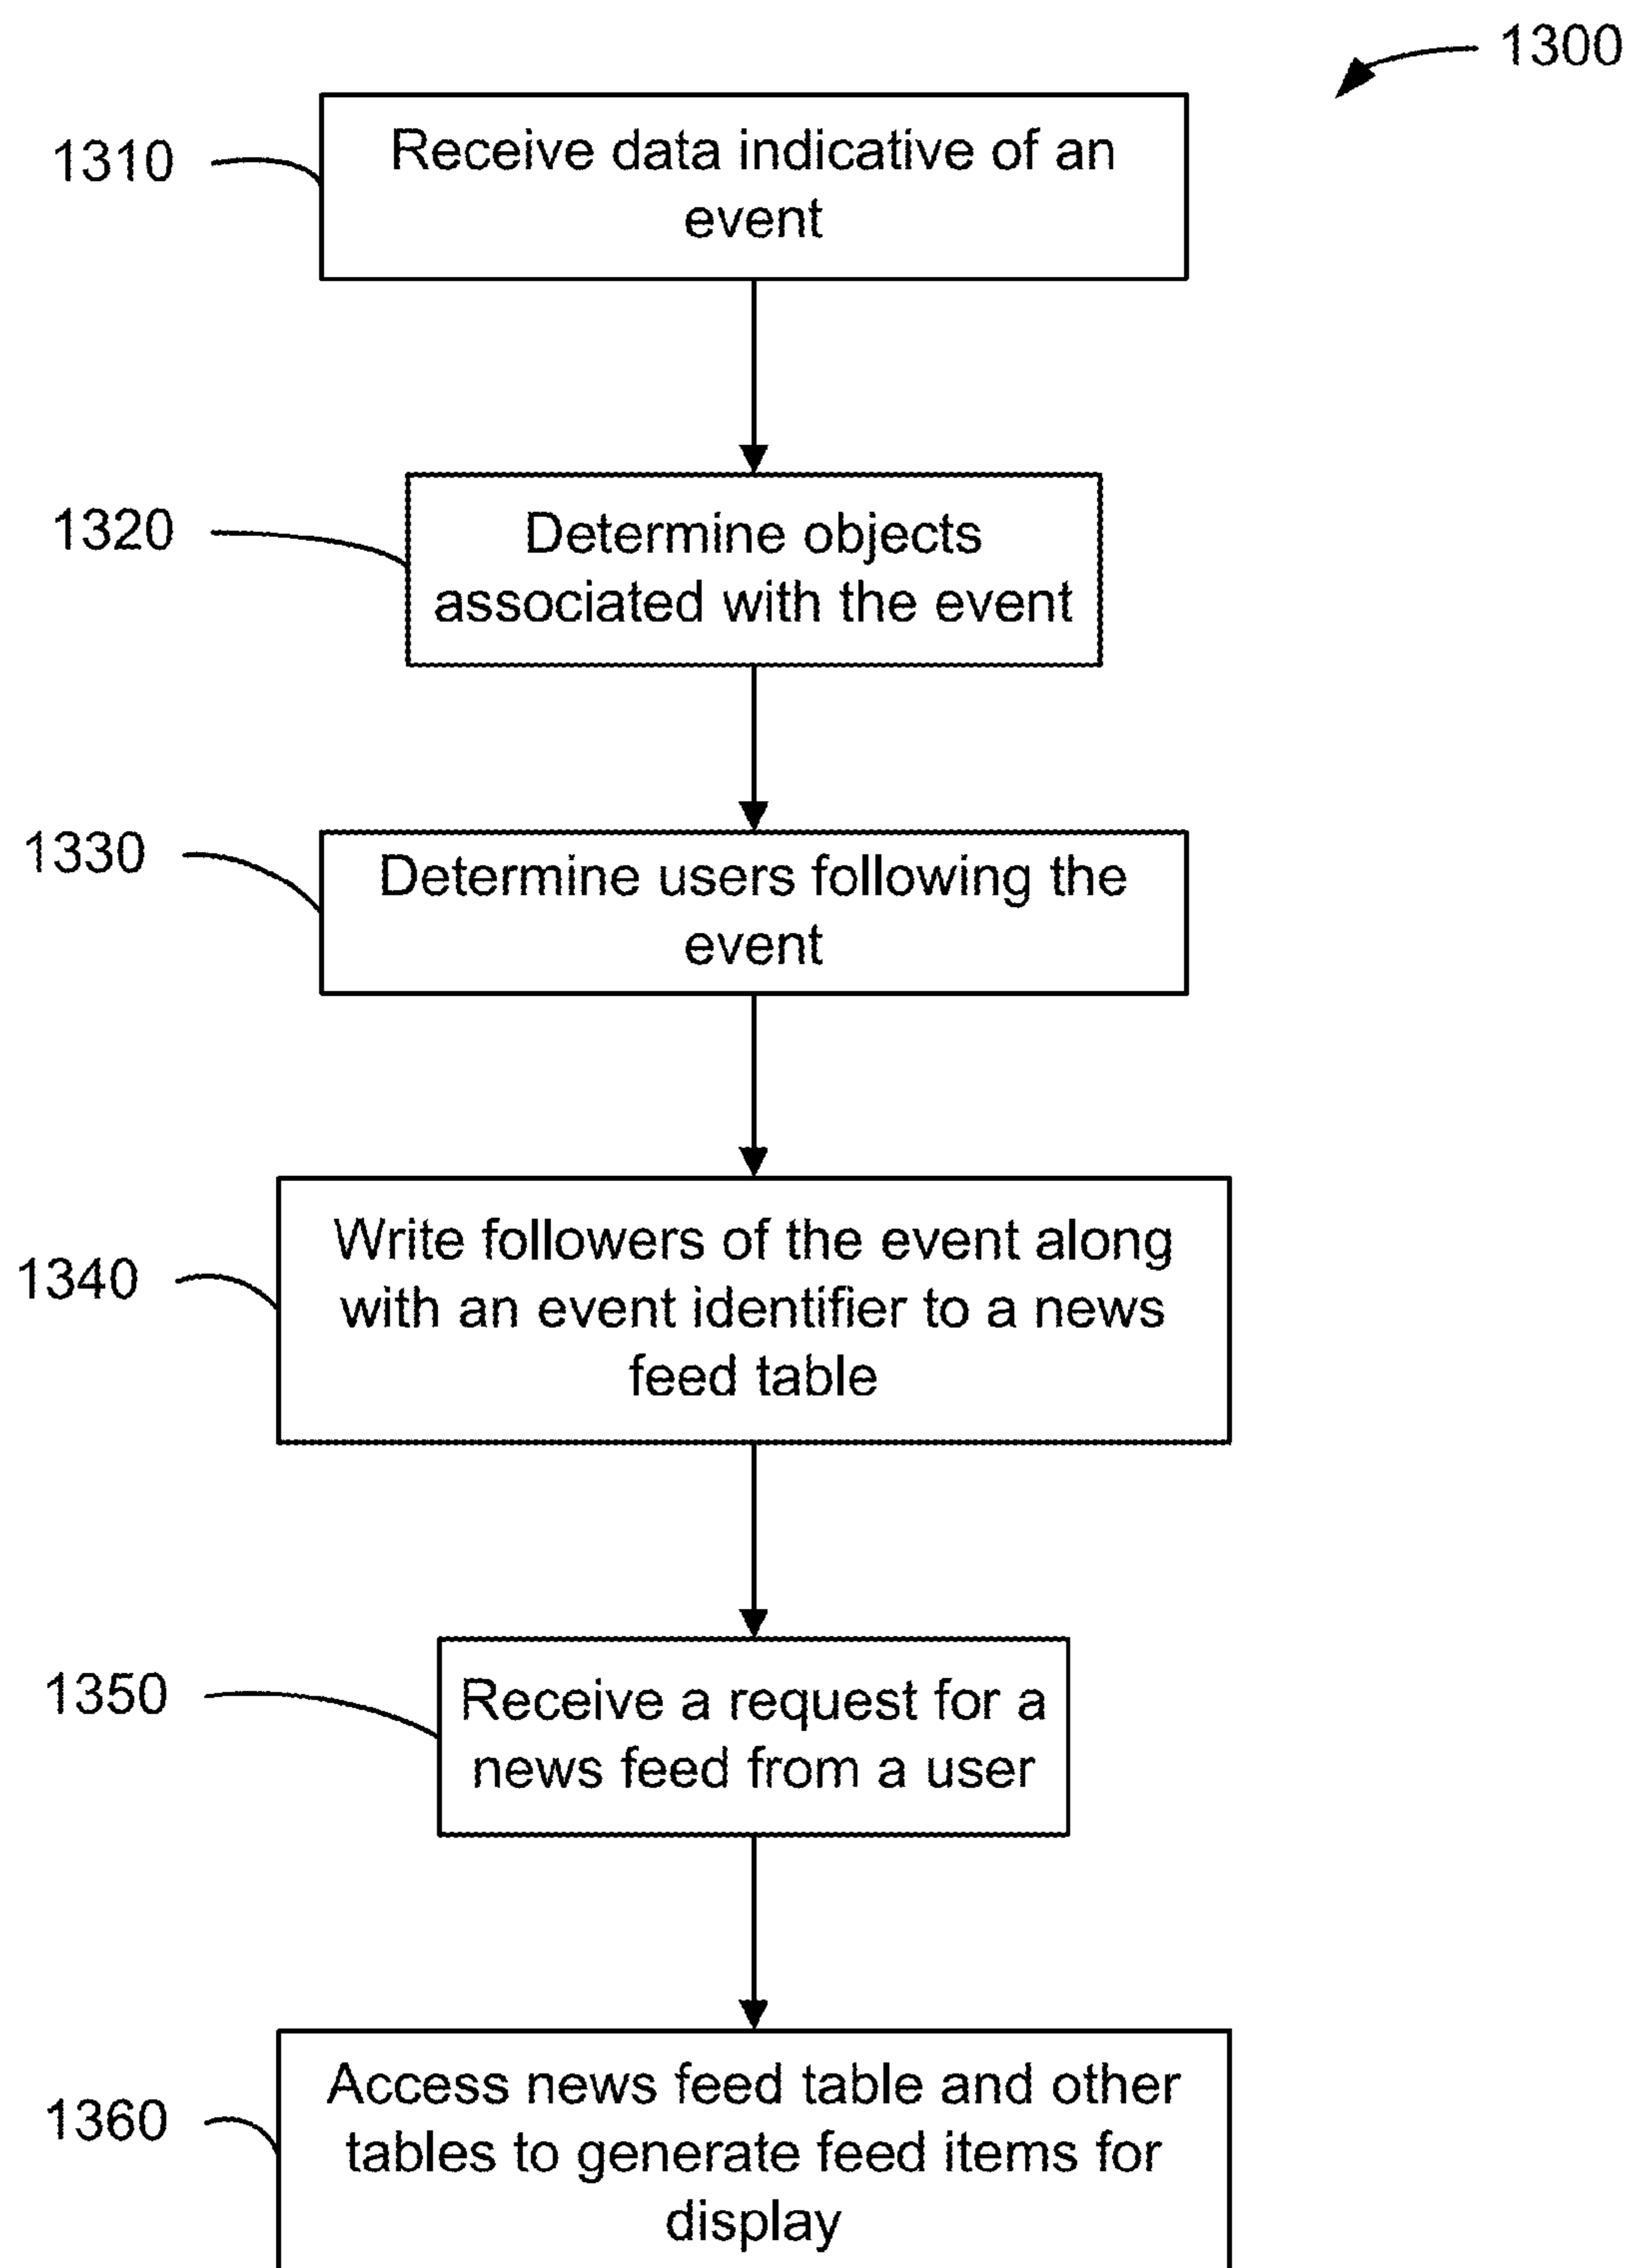 1300
1310
Receive data indicative of an
event
1320
Determine objects
associated with the event
1330
Determine users following the
event
1340
Write followers of the event along
with an event identifier to a news
feed table
1350
Receive a request for a
news feed from a user
1360
Access news feed table and other
tables to generate feed items for
display